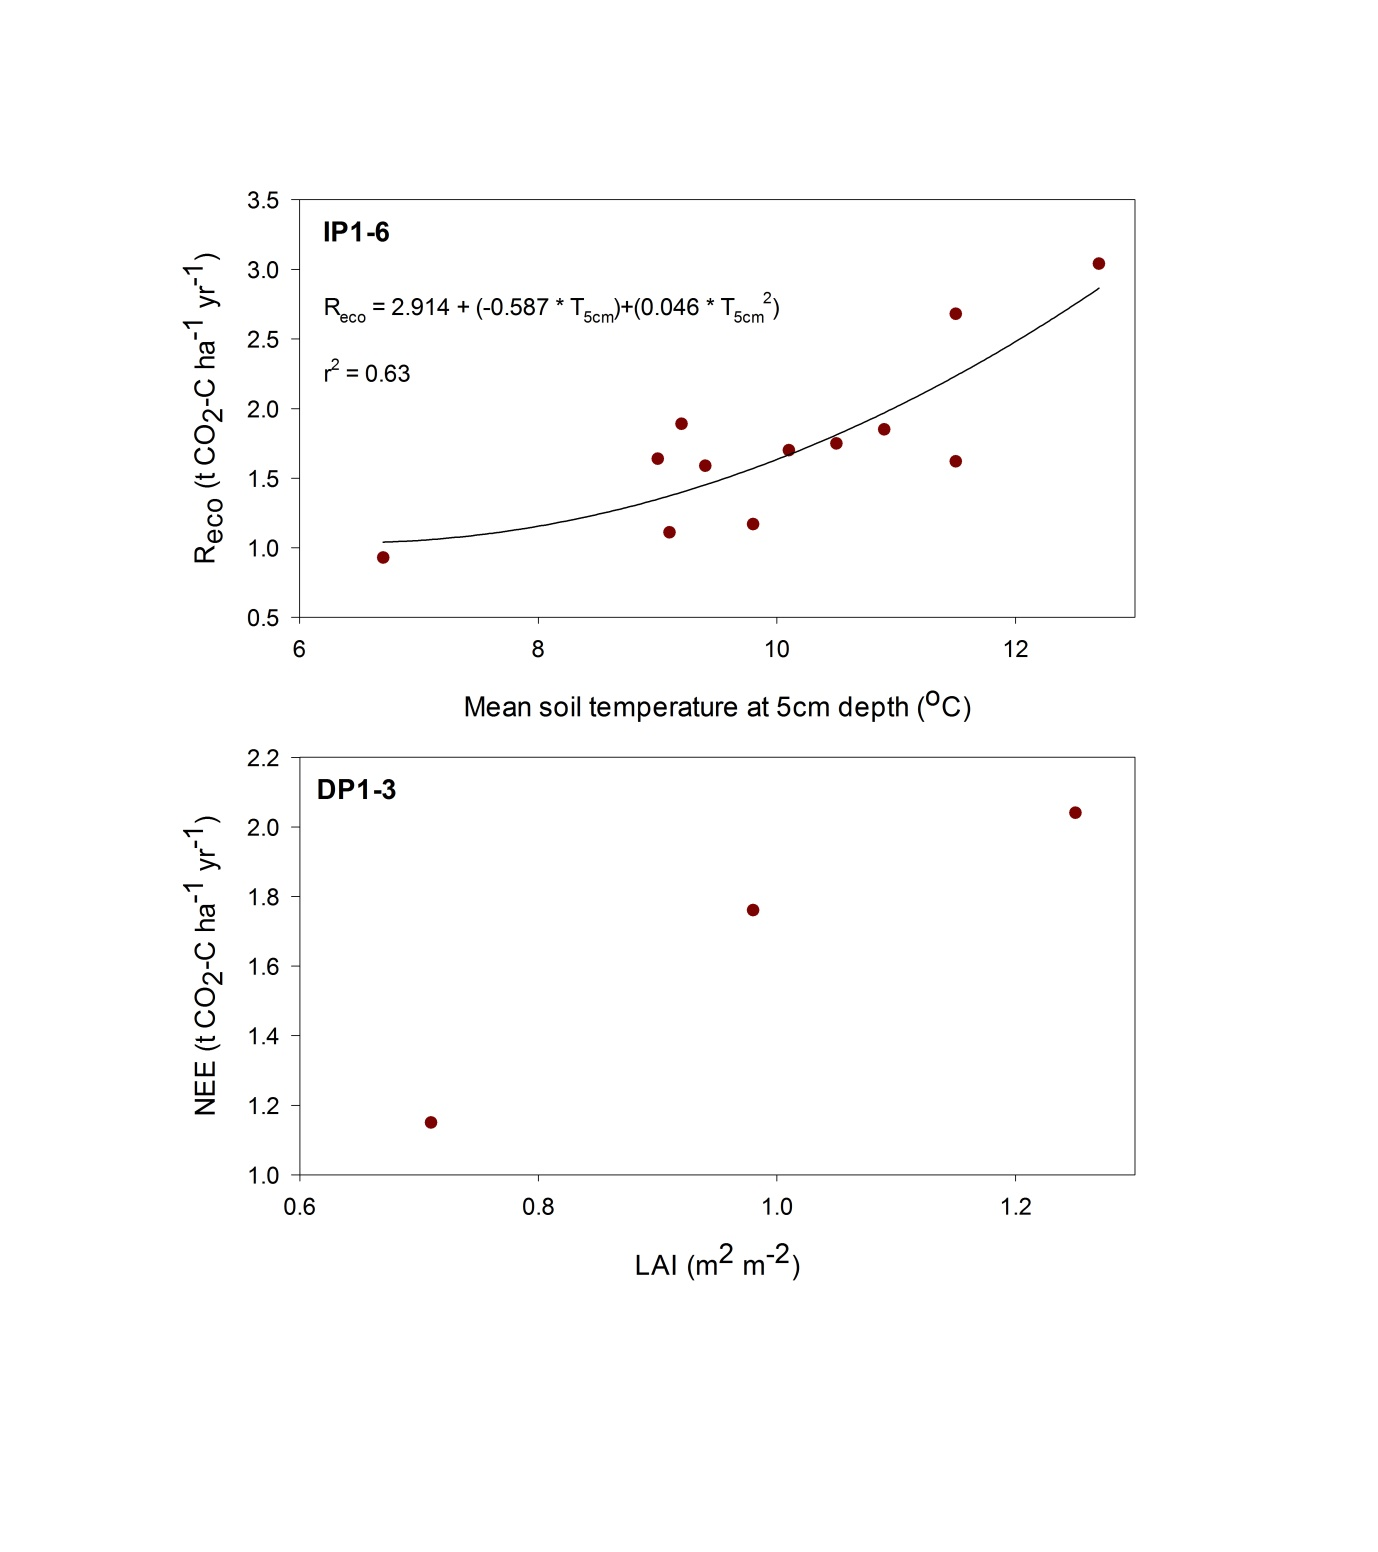 3.5
IP1-6
3.0
R_eco = 2.914 + (-0.587 * T_5cm)+(0.046 * T_5cm^2)
2.5
r^2 = 0.63
2.0
1.5
1.0
0.5
R_eco (t CO_2-C ha^-1 yr^-1)
6 8 10 12
Mean soil temperature at 5cm depth (^oC)
2.2
DP1-3
2.0
1.8
1.6
1.4
1.2
1.0
NEE (t CO_2-C ha^-1 yr^-1)
0.6 0.8 1.0 1.2
LAI (m^2 m^-2)